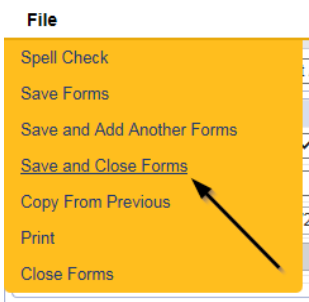 File
Spell Check
Save Forms
Save and Add Another Forms
Save and Close Forms
Copy From Previous
Print
Close Forms